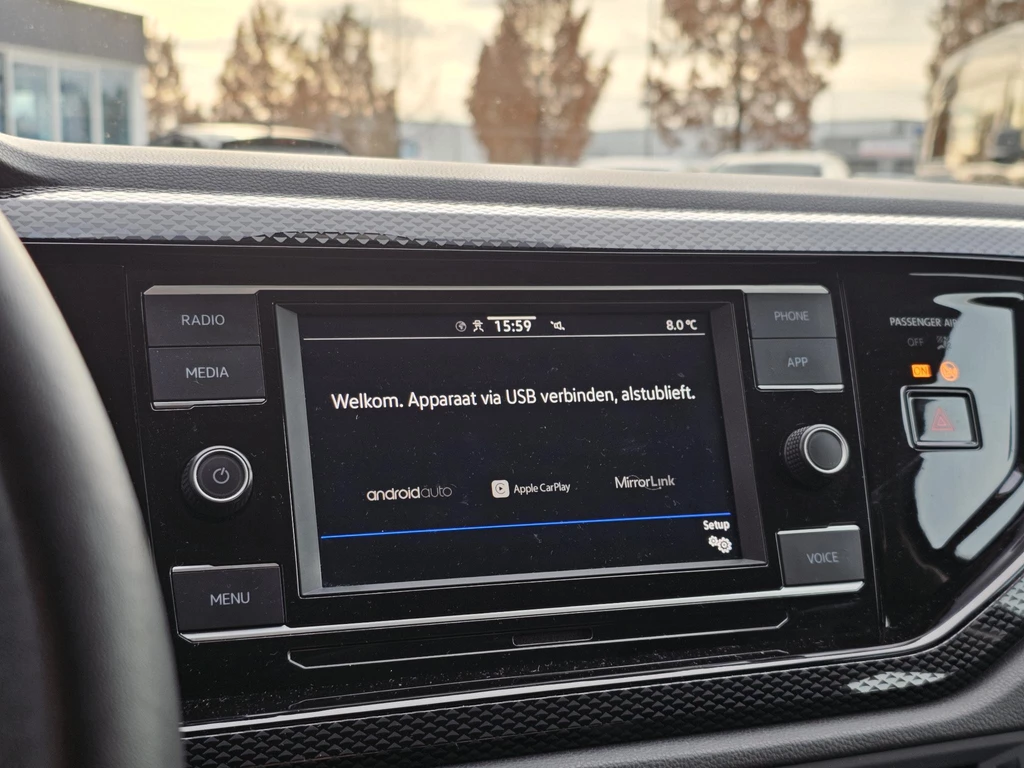 15:59
8.0°C
RADIO
PHONE
PASSENGER AIR
OFF
MEDIA
APP
ON
Welkom. Apparaat via USB verbinden, alstublieft.
androidauto
Apple CarPlay
MirrorLink
Setup
VOICE
MENU